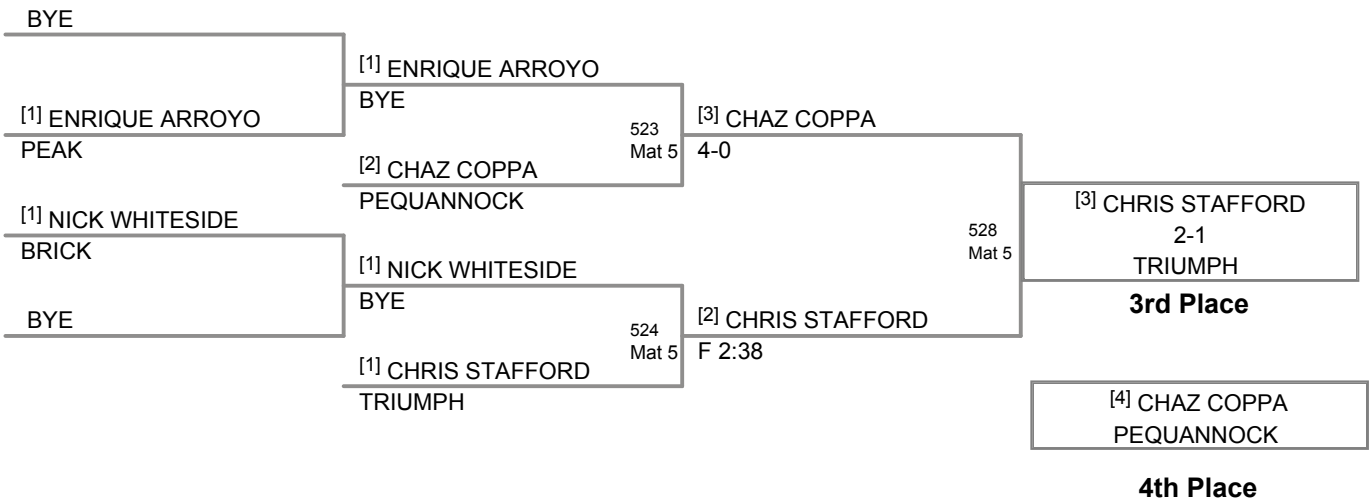 BYE
[1] ENRIQUE ARROYO
PEAK
[1] NICK WHITESIDE
BRICK
BYE
[1] ENRIQUE ARROYO
BYE
523
Mat 5
[2] CHAZ COPPA
PEQUANNOCK
[1] NICK WHITESIDE
BYE
524
Mat 5
[1] CHRIS STAFFORD
TRIUMPH
[3] CHAZ COPPA
4-0
528
Mat 5
[2] CHRIS STAFFORD
F 2:38
[3] CHRIS STAFFORD
2-1
TRIUMPH
3rd Place
[4] CHAZ COPPA
PEQUANNOCK
4th Place